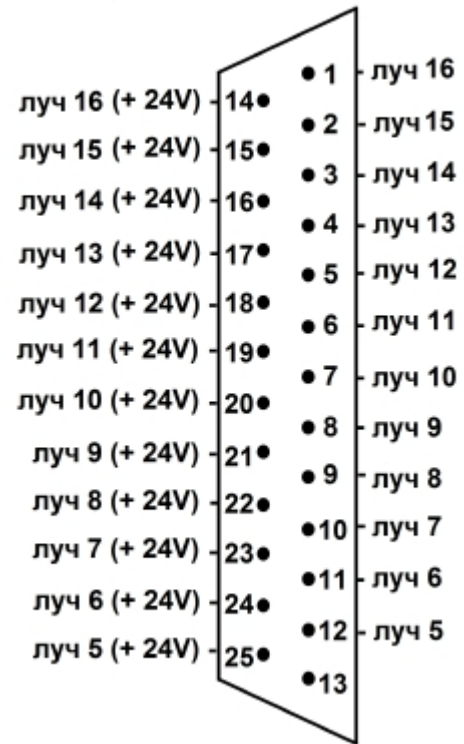 1 луч 16
луч 16 (+ 24V) 14
2 луч 15
луч 15 (+ 24V) 15
3 луч 14
луч 14 (+ 24V) 16
4 луч 13
луч 13 (+ 24V) 17
5 луч 12
луч 12 (+ 24V) 18
6 луч 11
луч 11 (+ 24V) 19
7 луч 10
луч 10 (+ 24V) 20
8 луч 9
луч 9 (+ 24V) 21
9 луч 8
луч 8 (+ 24V) 22
10 луч 7
луч 7 (+ 24V) 23
11 луч 6
луч 6 (+ 24V) 24
12 луч 5
луч 5 (+ 24V) 25
13